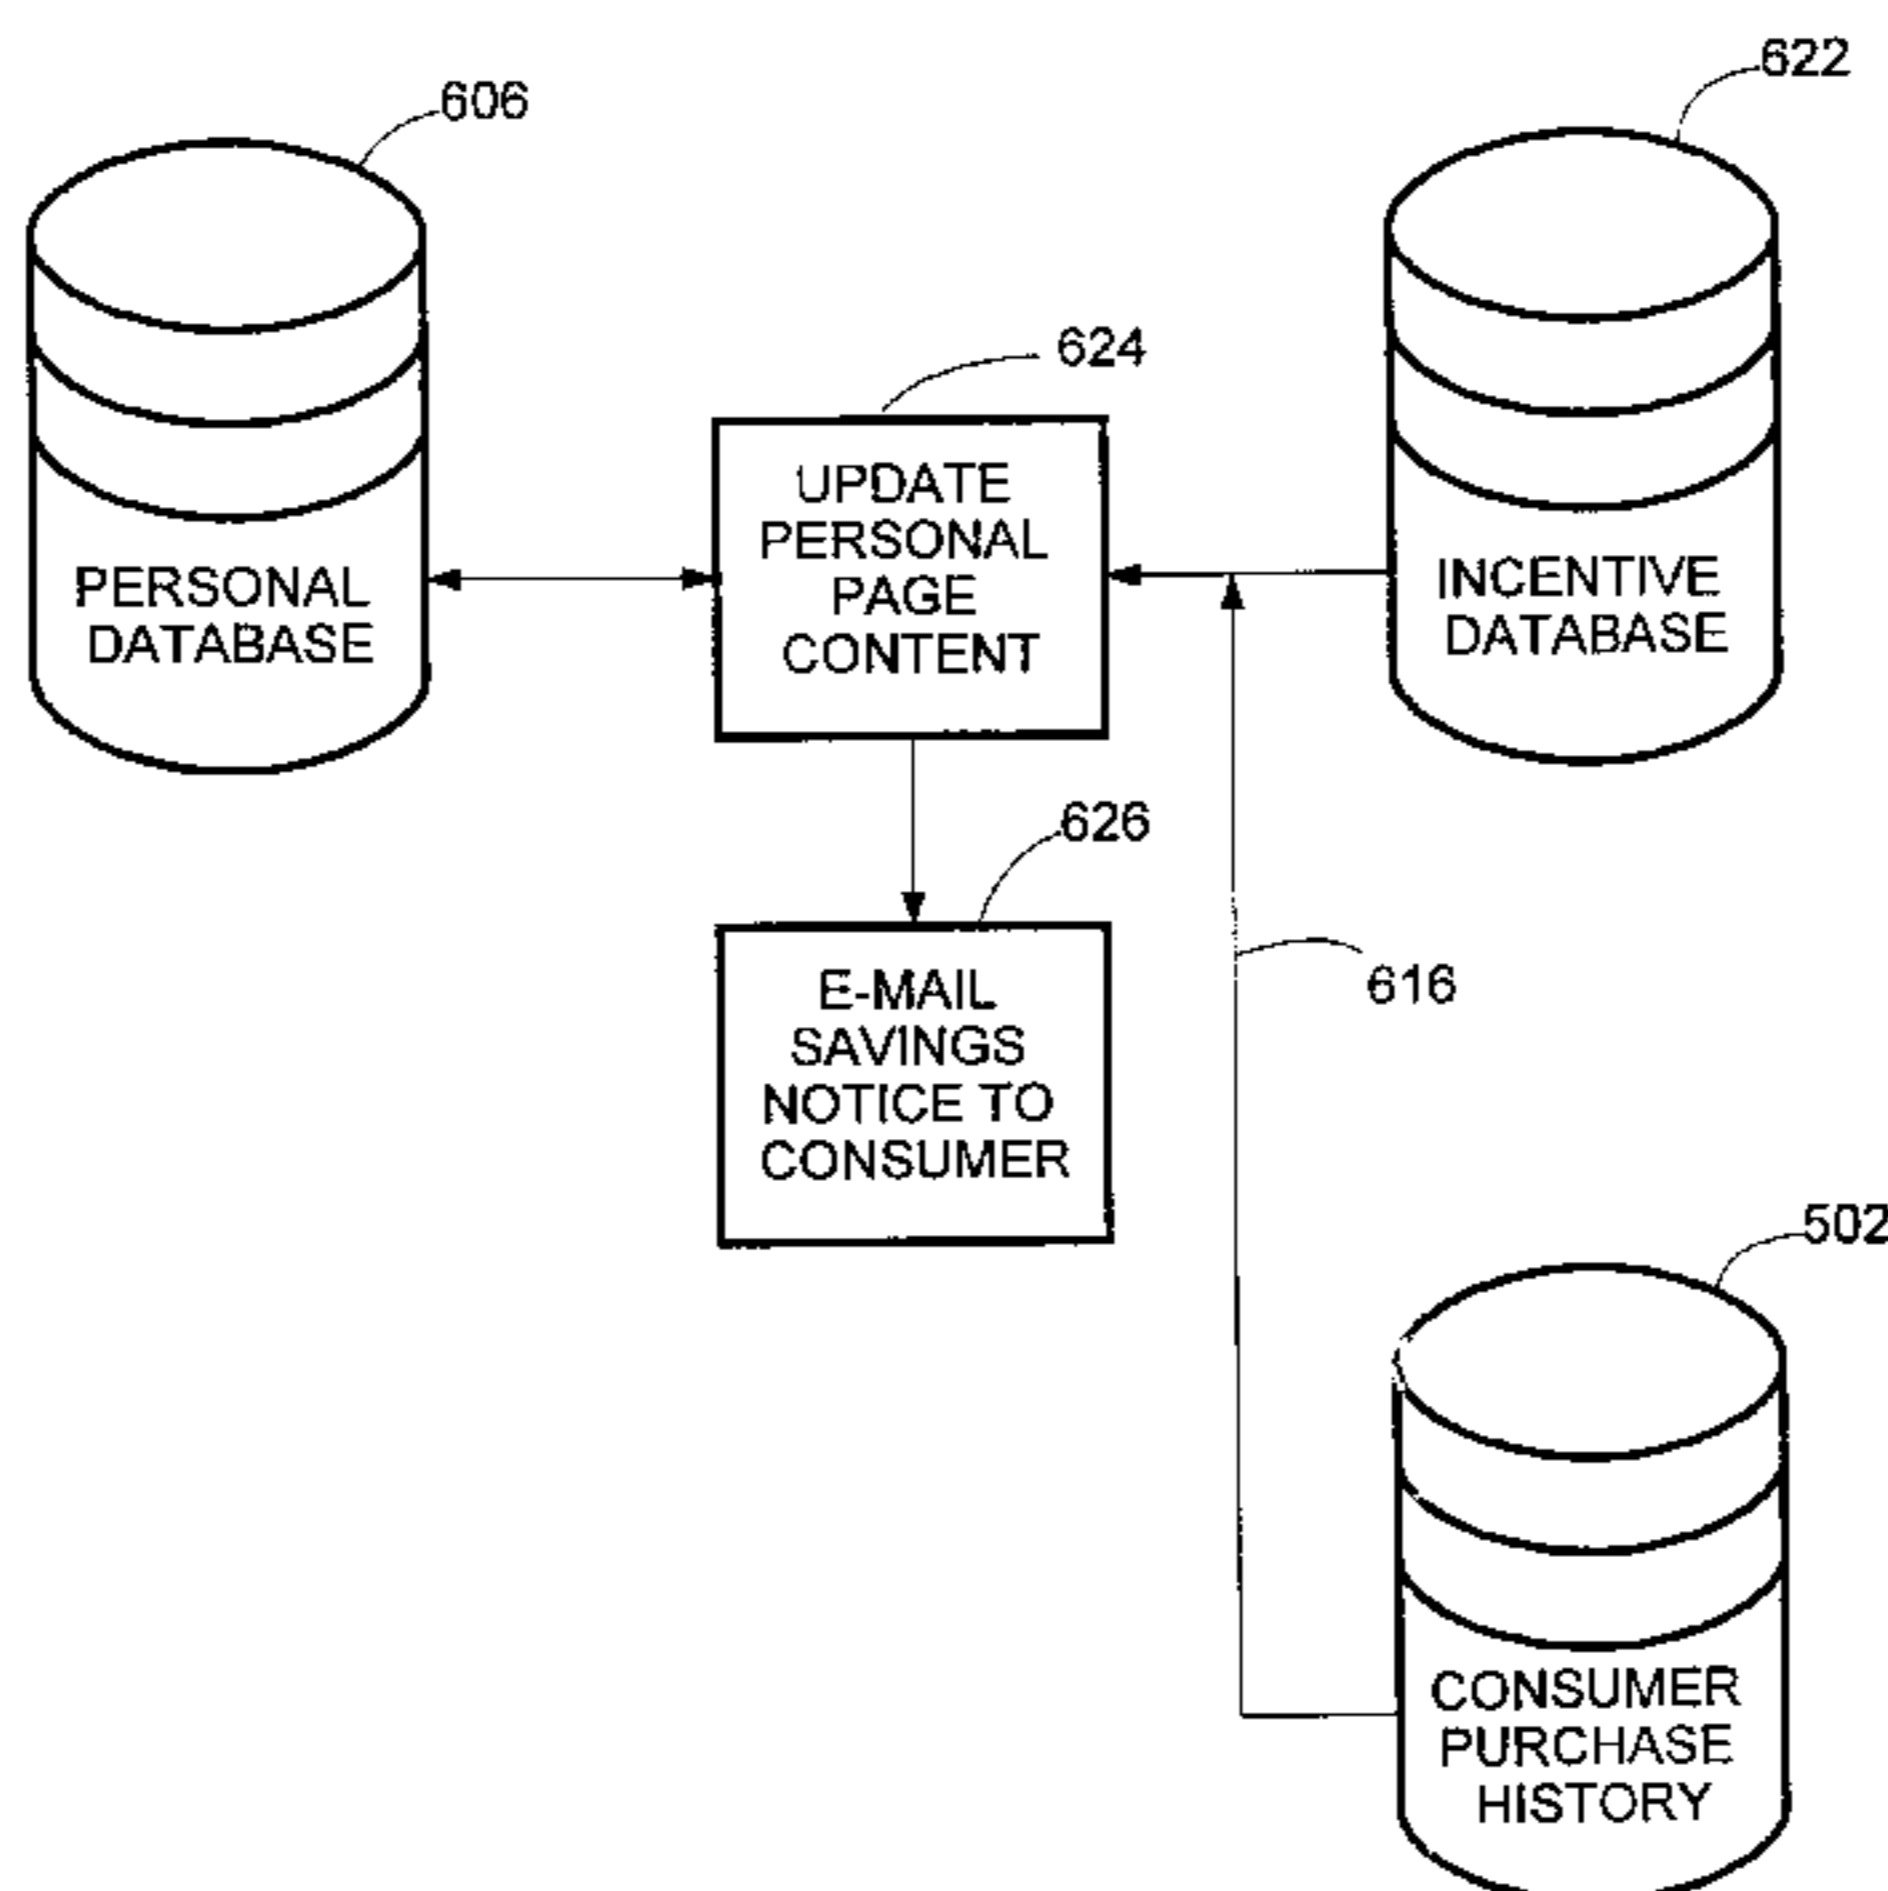 606
622
624
UPDATE
PERSONAL
PAGE
CONTENT
PERSONAL
DATABASE
INCENTIVE
DATABASE
626
E-MAIL
SAVINGS
NOTICE TO
CONSUMER
616
502
CONSUMER
PURCHASE
HISTORY